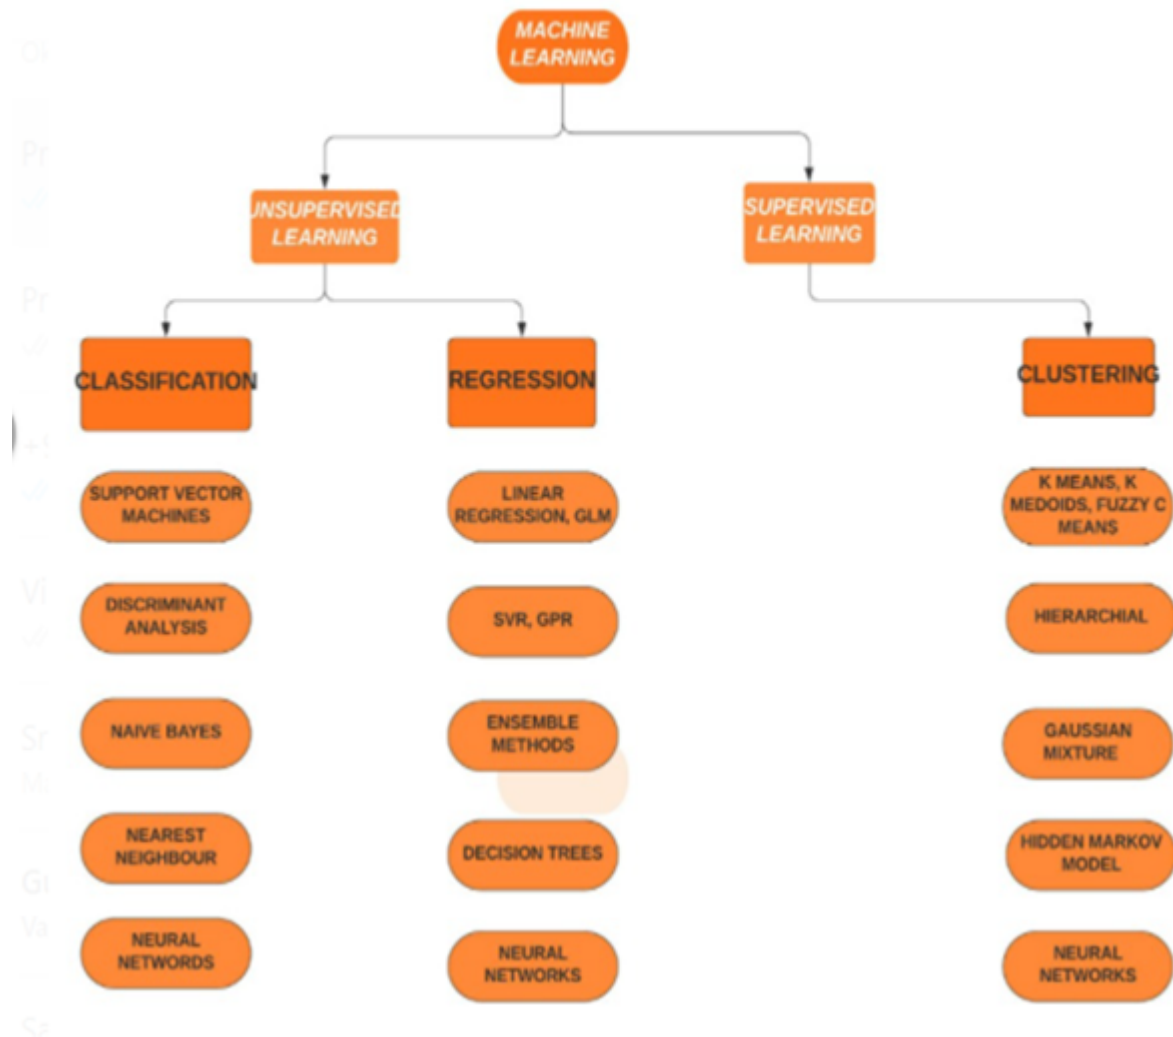 MACHINE
LEARNING
UNSUPERVISED
LEARNING
SUPERVISED
LEARNING
CLASSIFICATION
REGRESSION
CLUSTERING
SUPPORT VECTOR
MACHINES
LINEAR
REGRESSION, GLM
K MEANS, K
MEDOIDS, FUZZY C
MEANS
DISCRIMINANT
ANALYSIS
SVR, GPR
HIERARCHIAL
NAIVE BAYES
ENSEMBLE
METHODS
GAUSSIAN
MIXTURE
NEAREST
NEIGHBOUR
DECISION TREES
HIDDEN MARKOV
MODEL
NEURAL
NETWORDS
NEURAL
NETWORKS
NEURAL
NETWORKS